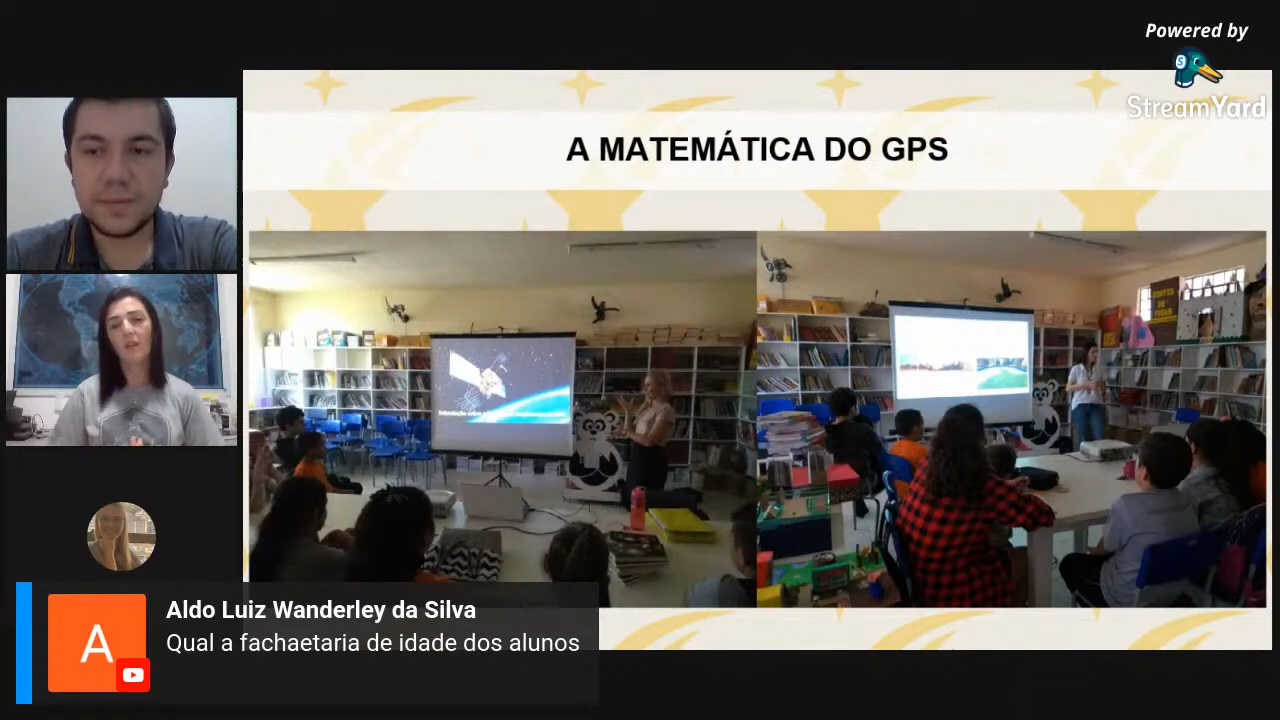 Powered by
StreamYard
A MATEMÁTICA DO GPS
A
Aldo Luiz Wanderley da Silva
Qual a fachaetaria de idade dos alunos